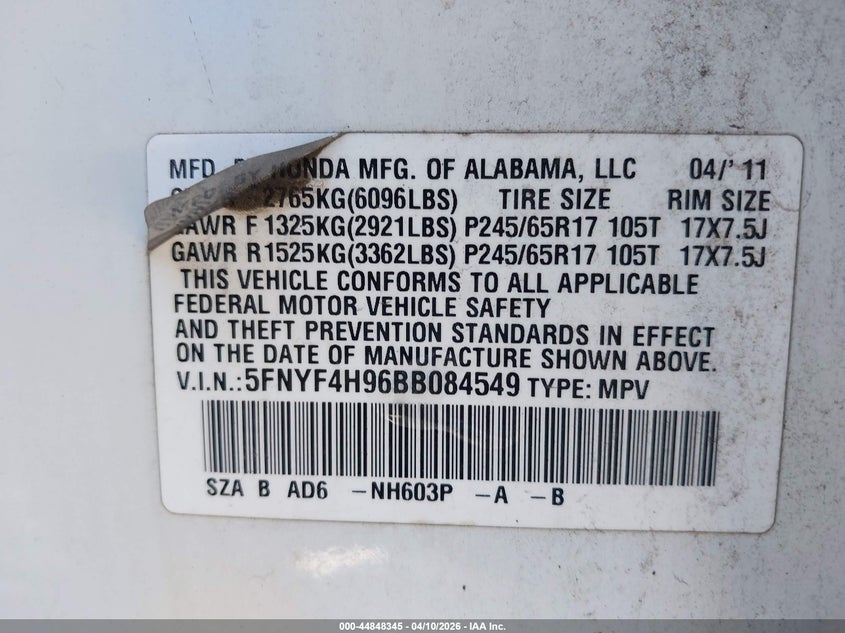 MFD. BY HONDA MFG. OF ALABAMA, LLC 04/'11
2765KG(6096LBS) TIRE SIZE RIM SIZE
GAWR F 1325KG(2921LBS) P245/65R17 105T 17X7.5J
GAWR R1525KG(3362LBS) P245/65R17 105T 17X7.5J
THIS VEHICLE CONFORMS TO ALL APPLICABLE
FEDERAL MOTOR VEHICLE SAFETY
AND THEFT PREVENTION STANDARDS IN EFFECT
ON THE DATE OF MANUFACTURE SHOWN ABOVE.
V.I.N.:5FNYF4H96BB084549 TYPE: MPV
SZA B AD6 -NH603P -A -B
000-44848345 - 04/10/2026 - IAA Inc.